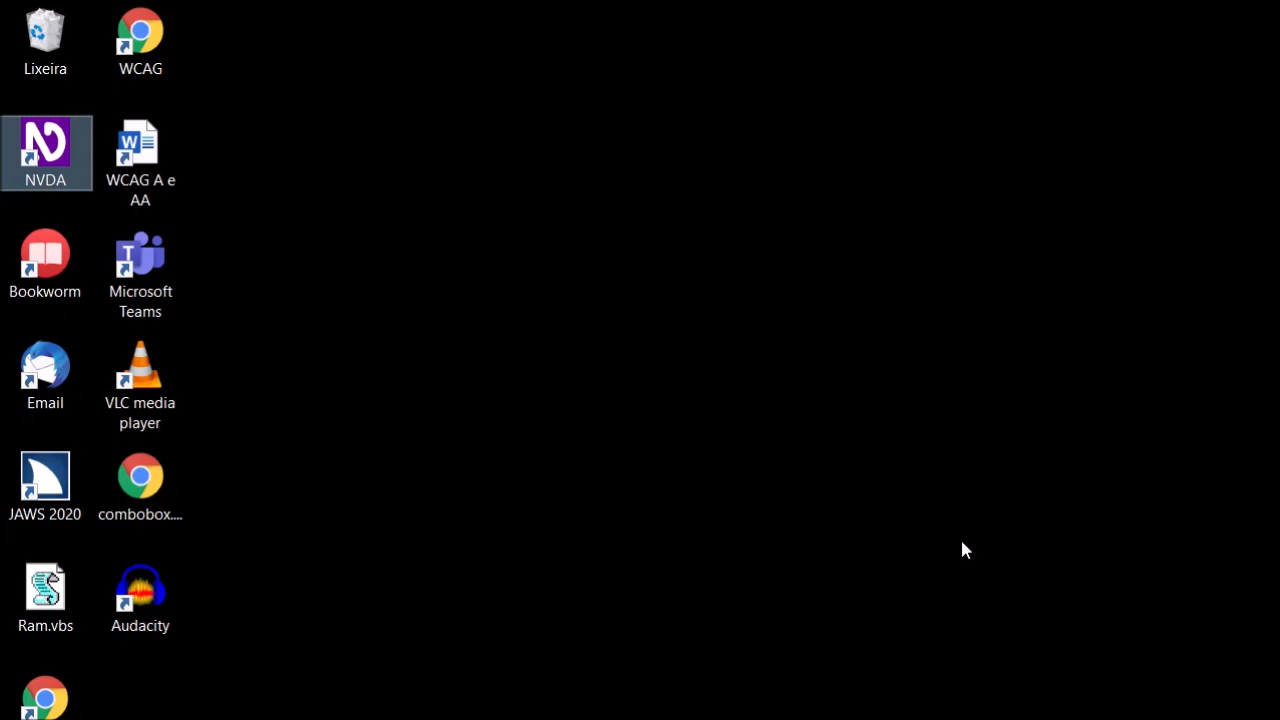 Lixeira
WCAG
NVDA
WCAG A e
AA
Bookworm
Microsoft
Teams
Email
VLC media
player
JAWS 2020
combobox....
Ram.vbs
Audacity